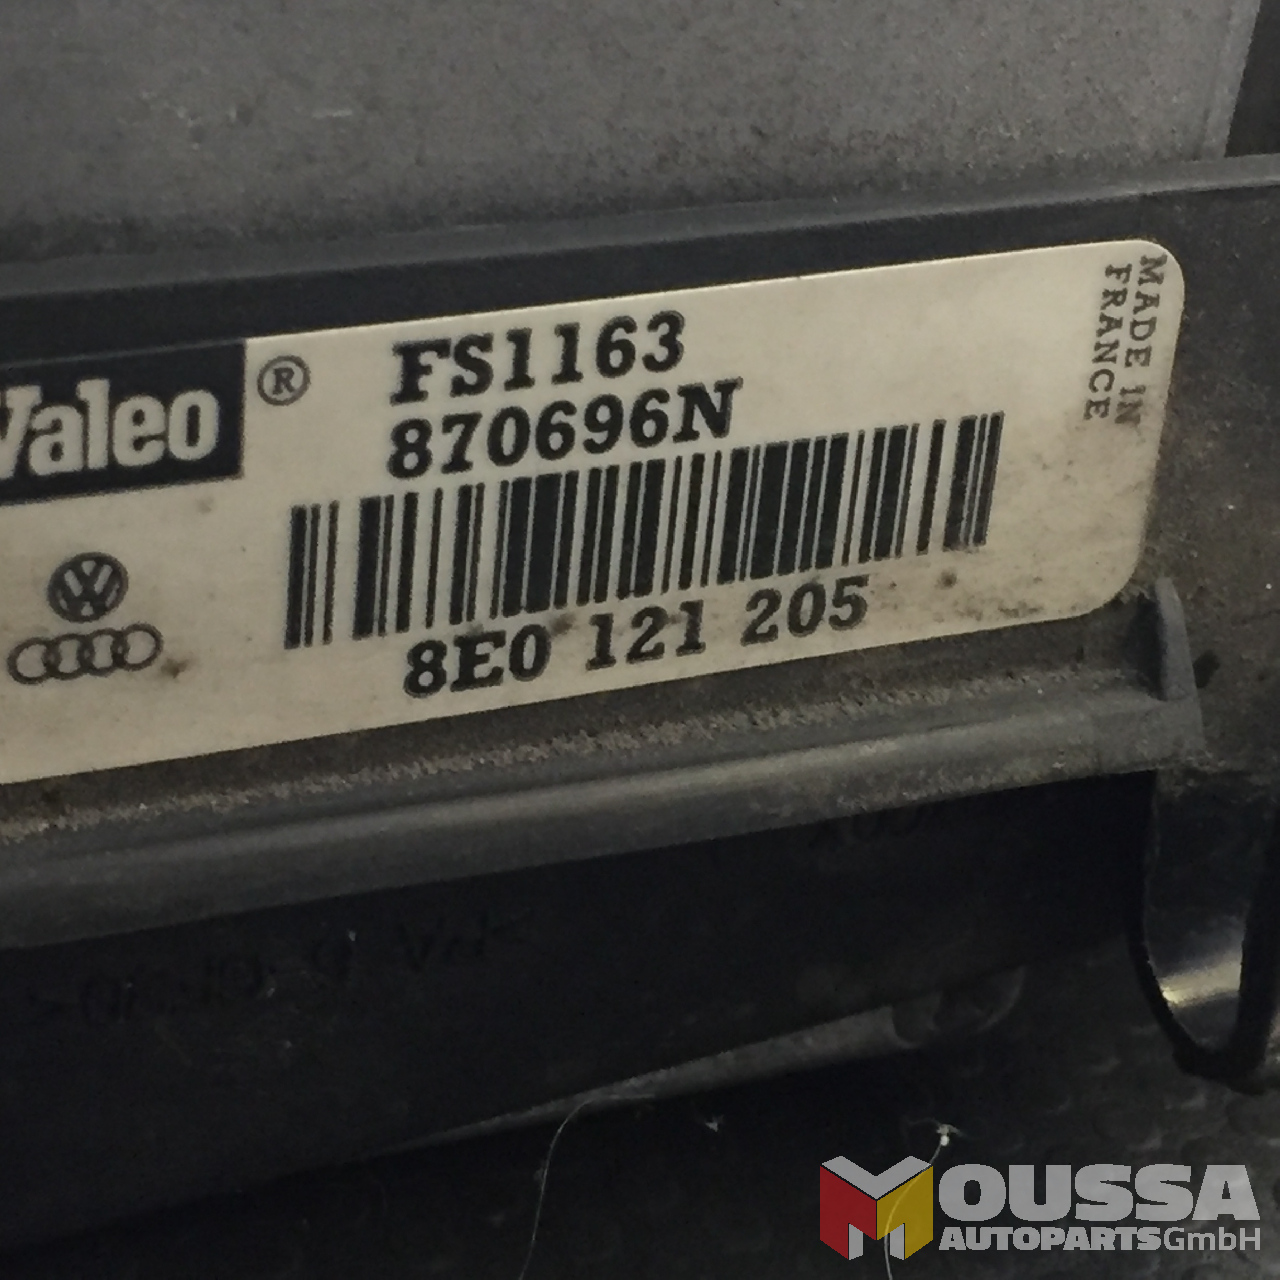 Valeo ®
FS1163
870696N
8E0 121 205
MADE IN
FRANCE
MOUSSA
AUTOPARTS GmbH